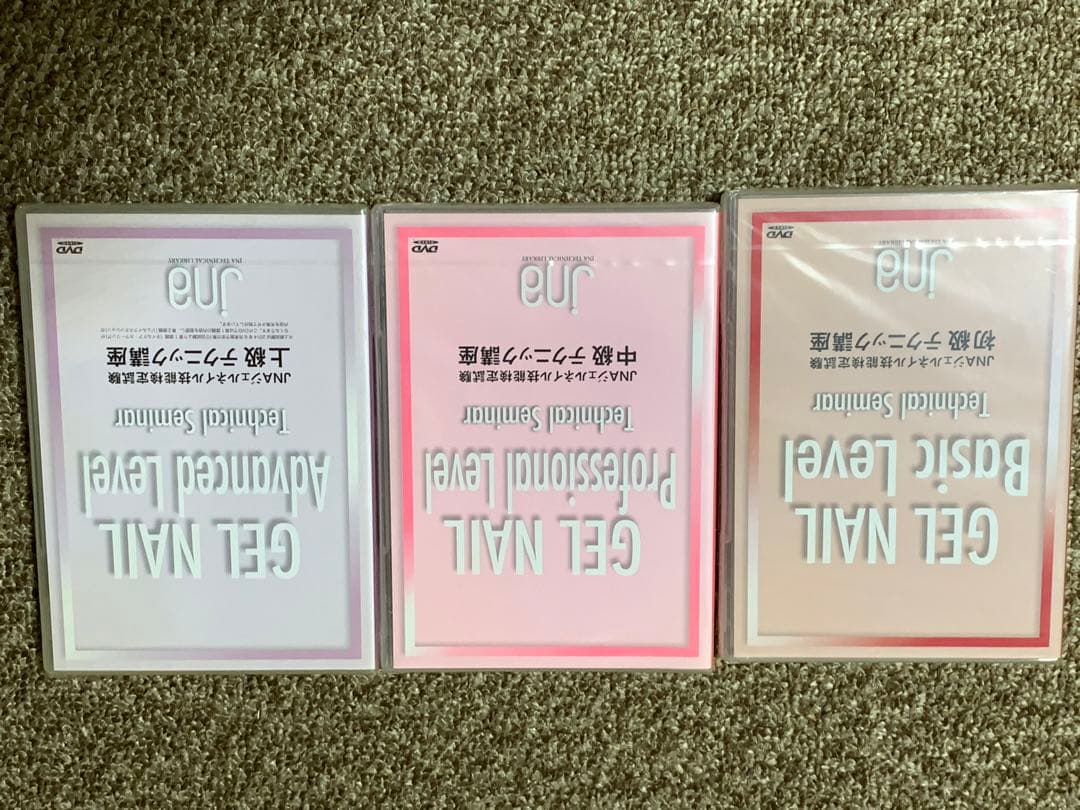 GEL NAIL
Basic Level
Technical Seminar
JNAジェルネイル技能検定試験
初級 テクニック講座
jna
JNA TECHNICAL LIBRARY
DVD
VIDEO
GEL NAIL
Professional Level
Technical Seminar
JNAジェルネイル技能検定試験
中級 テクニック講座
jna
JNA TECHNICAL LIBRARY
DVD
VIDEO
GEL NAIL
Advanced Level
Technical Seminar
JNAジェルネイル技能検定試験
上級 テクニック講座
jna
JNA TECHNICAL LIBRARY
DVD
VIDEO